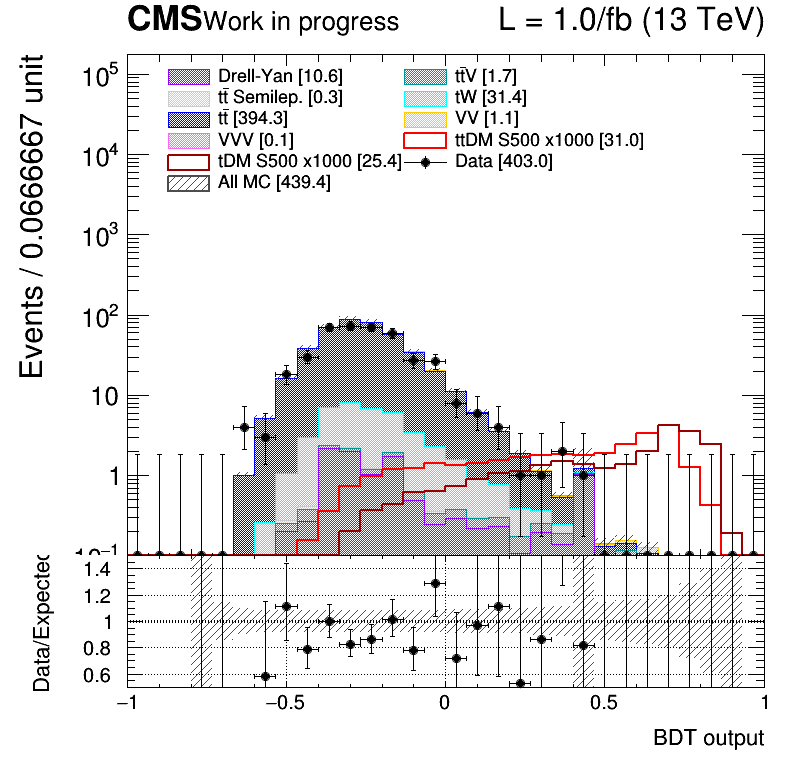 CMS Work in progress L = 1.0/fb (13 TeV)
Events / 0.0666667 unit
10⁵
10⁴
10³
10²
10
1
10⁻¹
Drell-Yan [10.6] tt̄V [1.7]
tt̄ Semilep. [0.3] tW [31.4]
tt̄ [394.3] VV [1.1]
VVV [0.1] ttDM S500 x1000 [31.0]
tDM S500 x1000 [25.4] Data [403.0]
All MC [439.4]
Data/Expected
1.4
1.2
1
0.8
0.6
−1 −0.5 0 0.5 1
BDT output